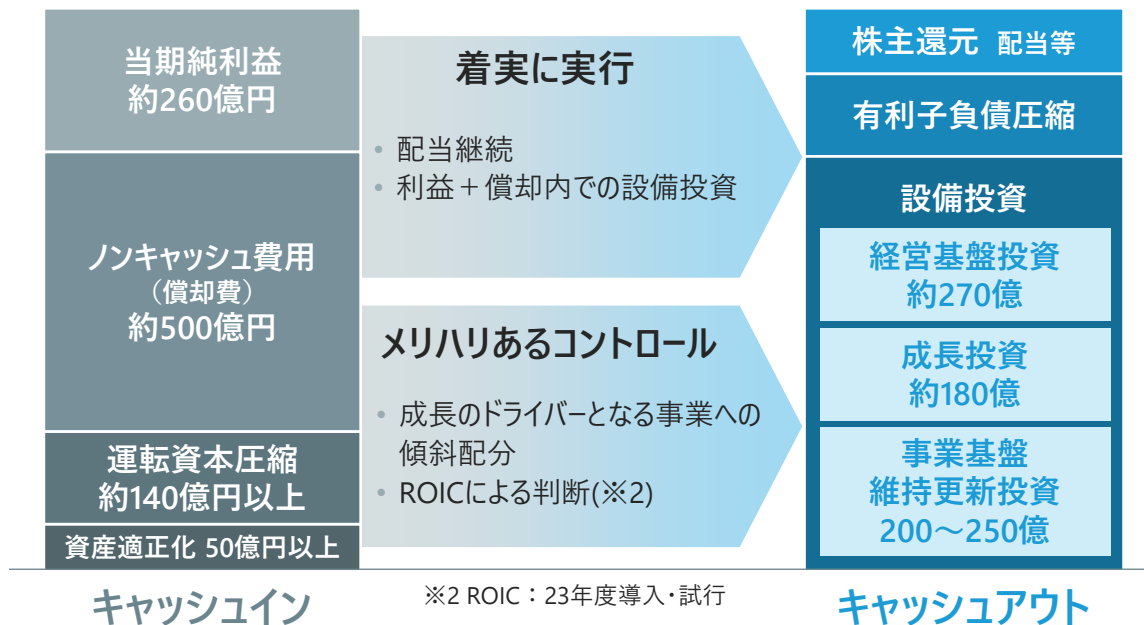 当期純利益
約260億円
ノンキャッシュ費用
（償却費）
約500億円
運転資本圧縮
約140億円以上
資産適正化 50億円以上
キャッシュイン
着実に実行
• 配当継続
• 利益＋償却内での設備投資
メリハリあるコントロール
• 成長のドライバーとなる事業への
傾斜配分
• ROICによる判断(※2)
※2 ROIC：23年度導入・試行
株主還元 配当等
有利子負債圧縮
設備投資
経営基盤投資
約270億
成長投資
約180億
事業基盤
維持更新投資
200～250億
キャッシュアウト